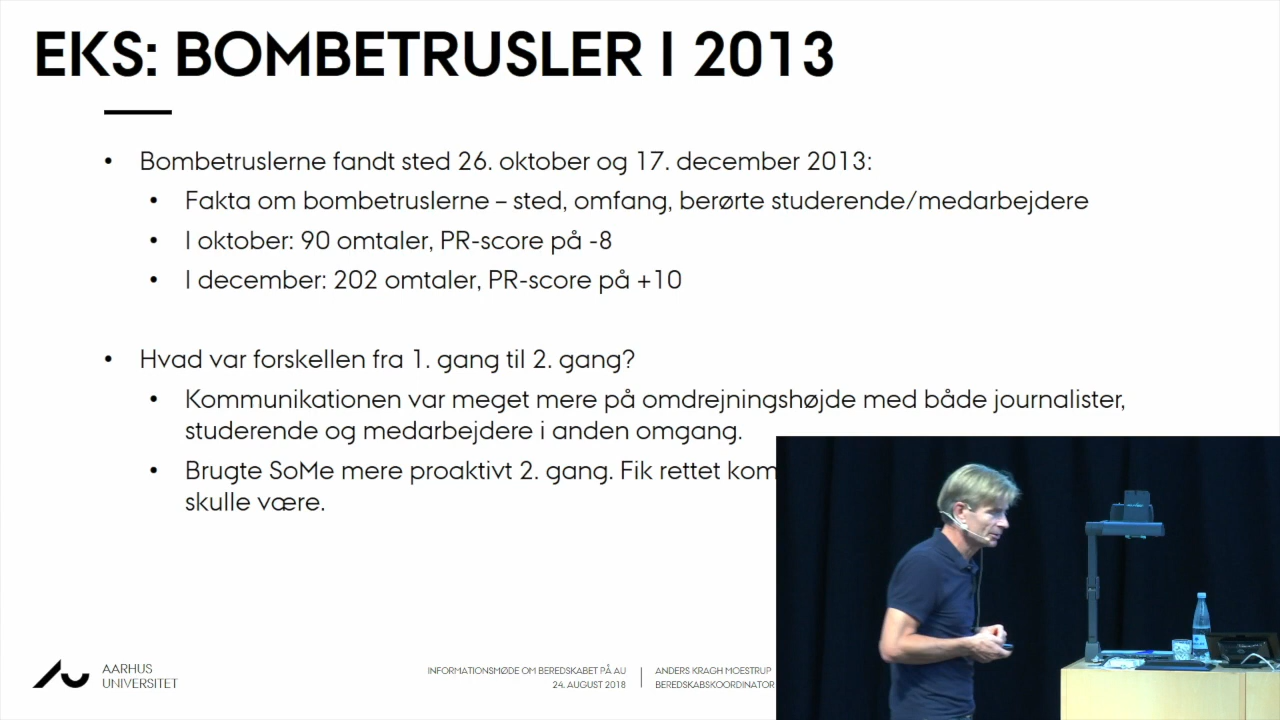 EKS: BOMBETRUSLER I 2013
• Bombetruslerne fandt sted 26. oktober og 17. december 2013:
• Fakta om bombetruslerne – sted, omfang, berørte studerende/medarbejdere
• I oktober: 90 omtaler, PR-score på -8
• I december: 202 omtaler, PR-score på +10
• Hvad var forskellen fra 1. gang til 2. gang?
• Kommunikationen var meget mere på omdrejningshøjde med både journalister,
studerende og medarbejdere i anden omgang.
• Brugte SoMe mere proaktivt 2. gang. Fik rettet kom
skulle være.
AARHUS
UNIVERSITET
INFORMATIONSMØDE OM BEREDSKABET PÅ AU
24. AUGUST 2018
ANDERS KRAGH MOESTRUP
BEREDSKABSKOORDINATOR